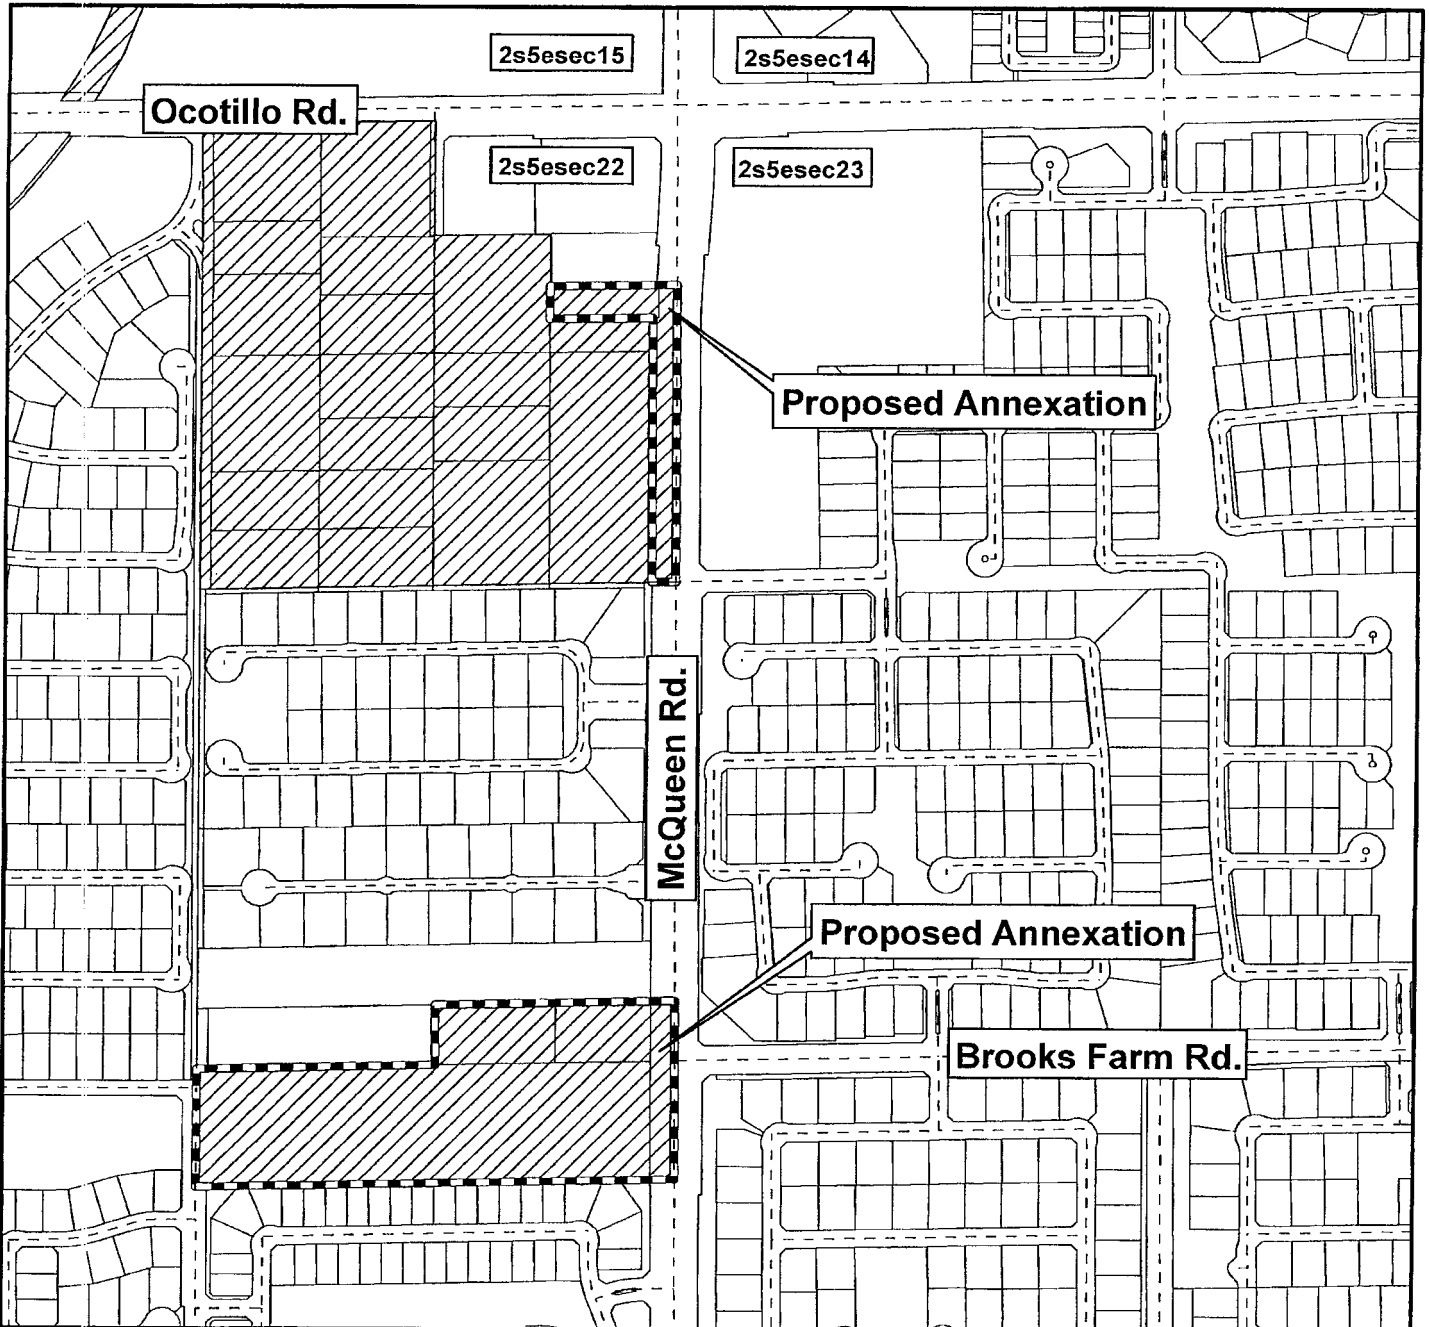 2s5esec15
2s5esec14
Ocotillo Rd.
2s5esec22
2s5esec23
Proposed Annexation
McQueen Rd.
Proposed Annexation
Brooks Farm Rd.